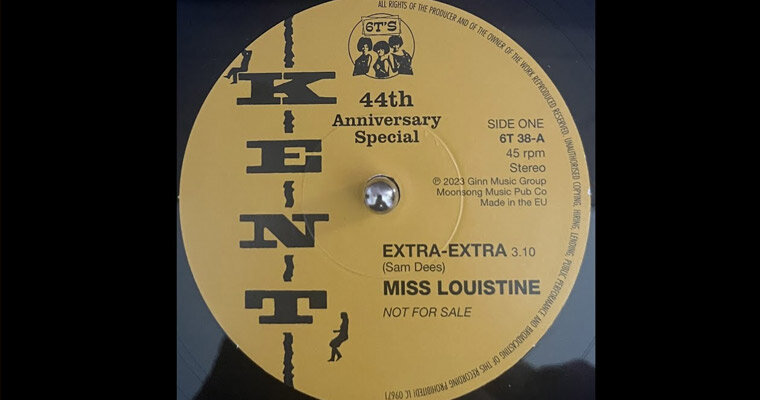 ALL RIGHTS OF THE PRODUCER AND OF THE OWNER OF THE WORK REPRODUCED RESERVED. UNAUTHORISED COPYING, HIRING, LENDING, PUBLIC PERFORMANCE AND BROADCASTING OF THIS RECORDING PROHIBITED! LC 09671
6T'S
KENT
44th
Anniversary
Special
SIDE ONE
6T 38-A
45 rpm
Stereo
℗ 2023 Ginn Music Group
Moonsong Music Pub Co
Made in the EU
EXTRA-EXTRA 3.10
(Sam Dees)
MISS LOUISTINE
NOT FOR SALE